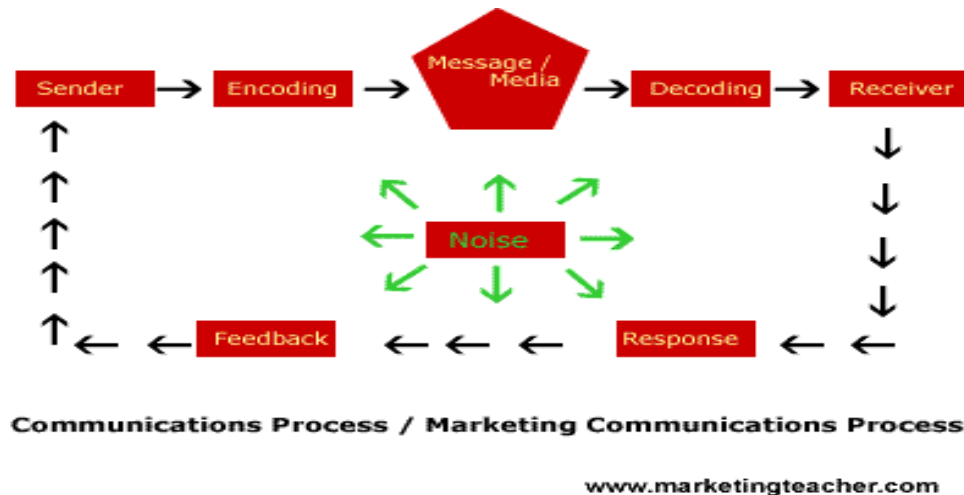 Sender
Encoding
Message /
Media
Decoding
Receiver
Noise
Feedback
Response
Communications Process / Marketing Communications Process
www.marketingteacher.com